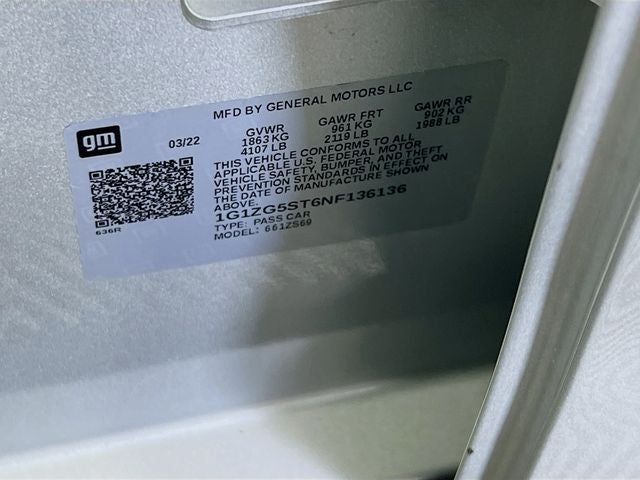 gm
MFD BY GENERAL MOTORS LLC
03/22
GVWR GAWR FRT GAWR RR
1863 KG 961 KG 902 KG
4107 LB 2119 LB 1988 LB
THIS VEHICLE CONFORMS TO ALL
APPLICABLE U.S. FEDERAL MOTOR
VEHICLE SAFETY, BUMPER, AND THEFT
PREVENTION STANDARDS IN EFFECT ON
THE DATE OF MANUFACTURE SHOWN
ABOVE.
1G1ZG5ST6NF136136
TYPE: PASS CAR
MODEL: 661ZS69
636R